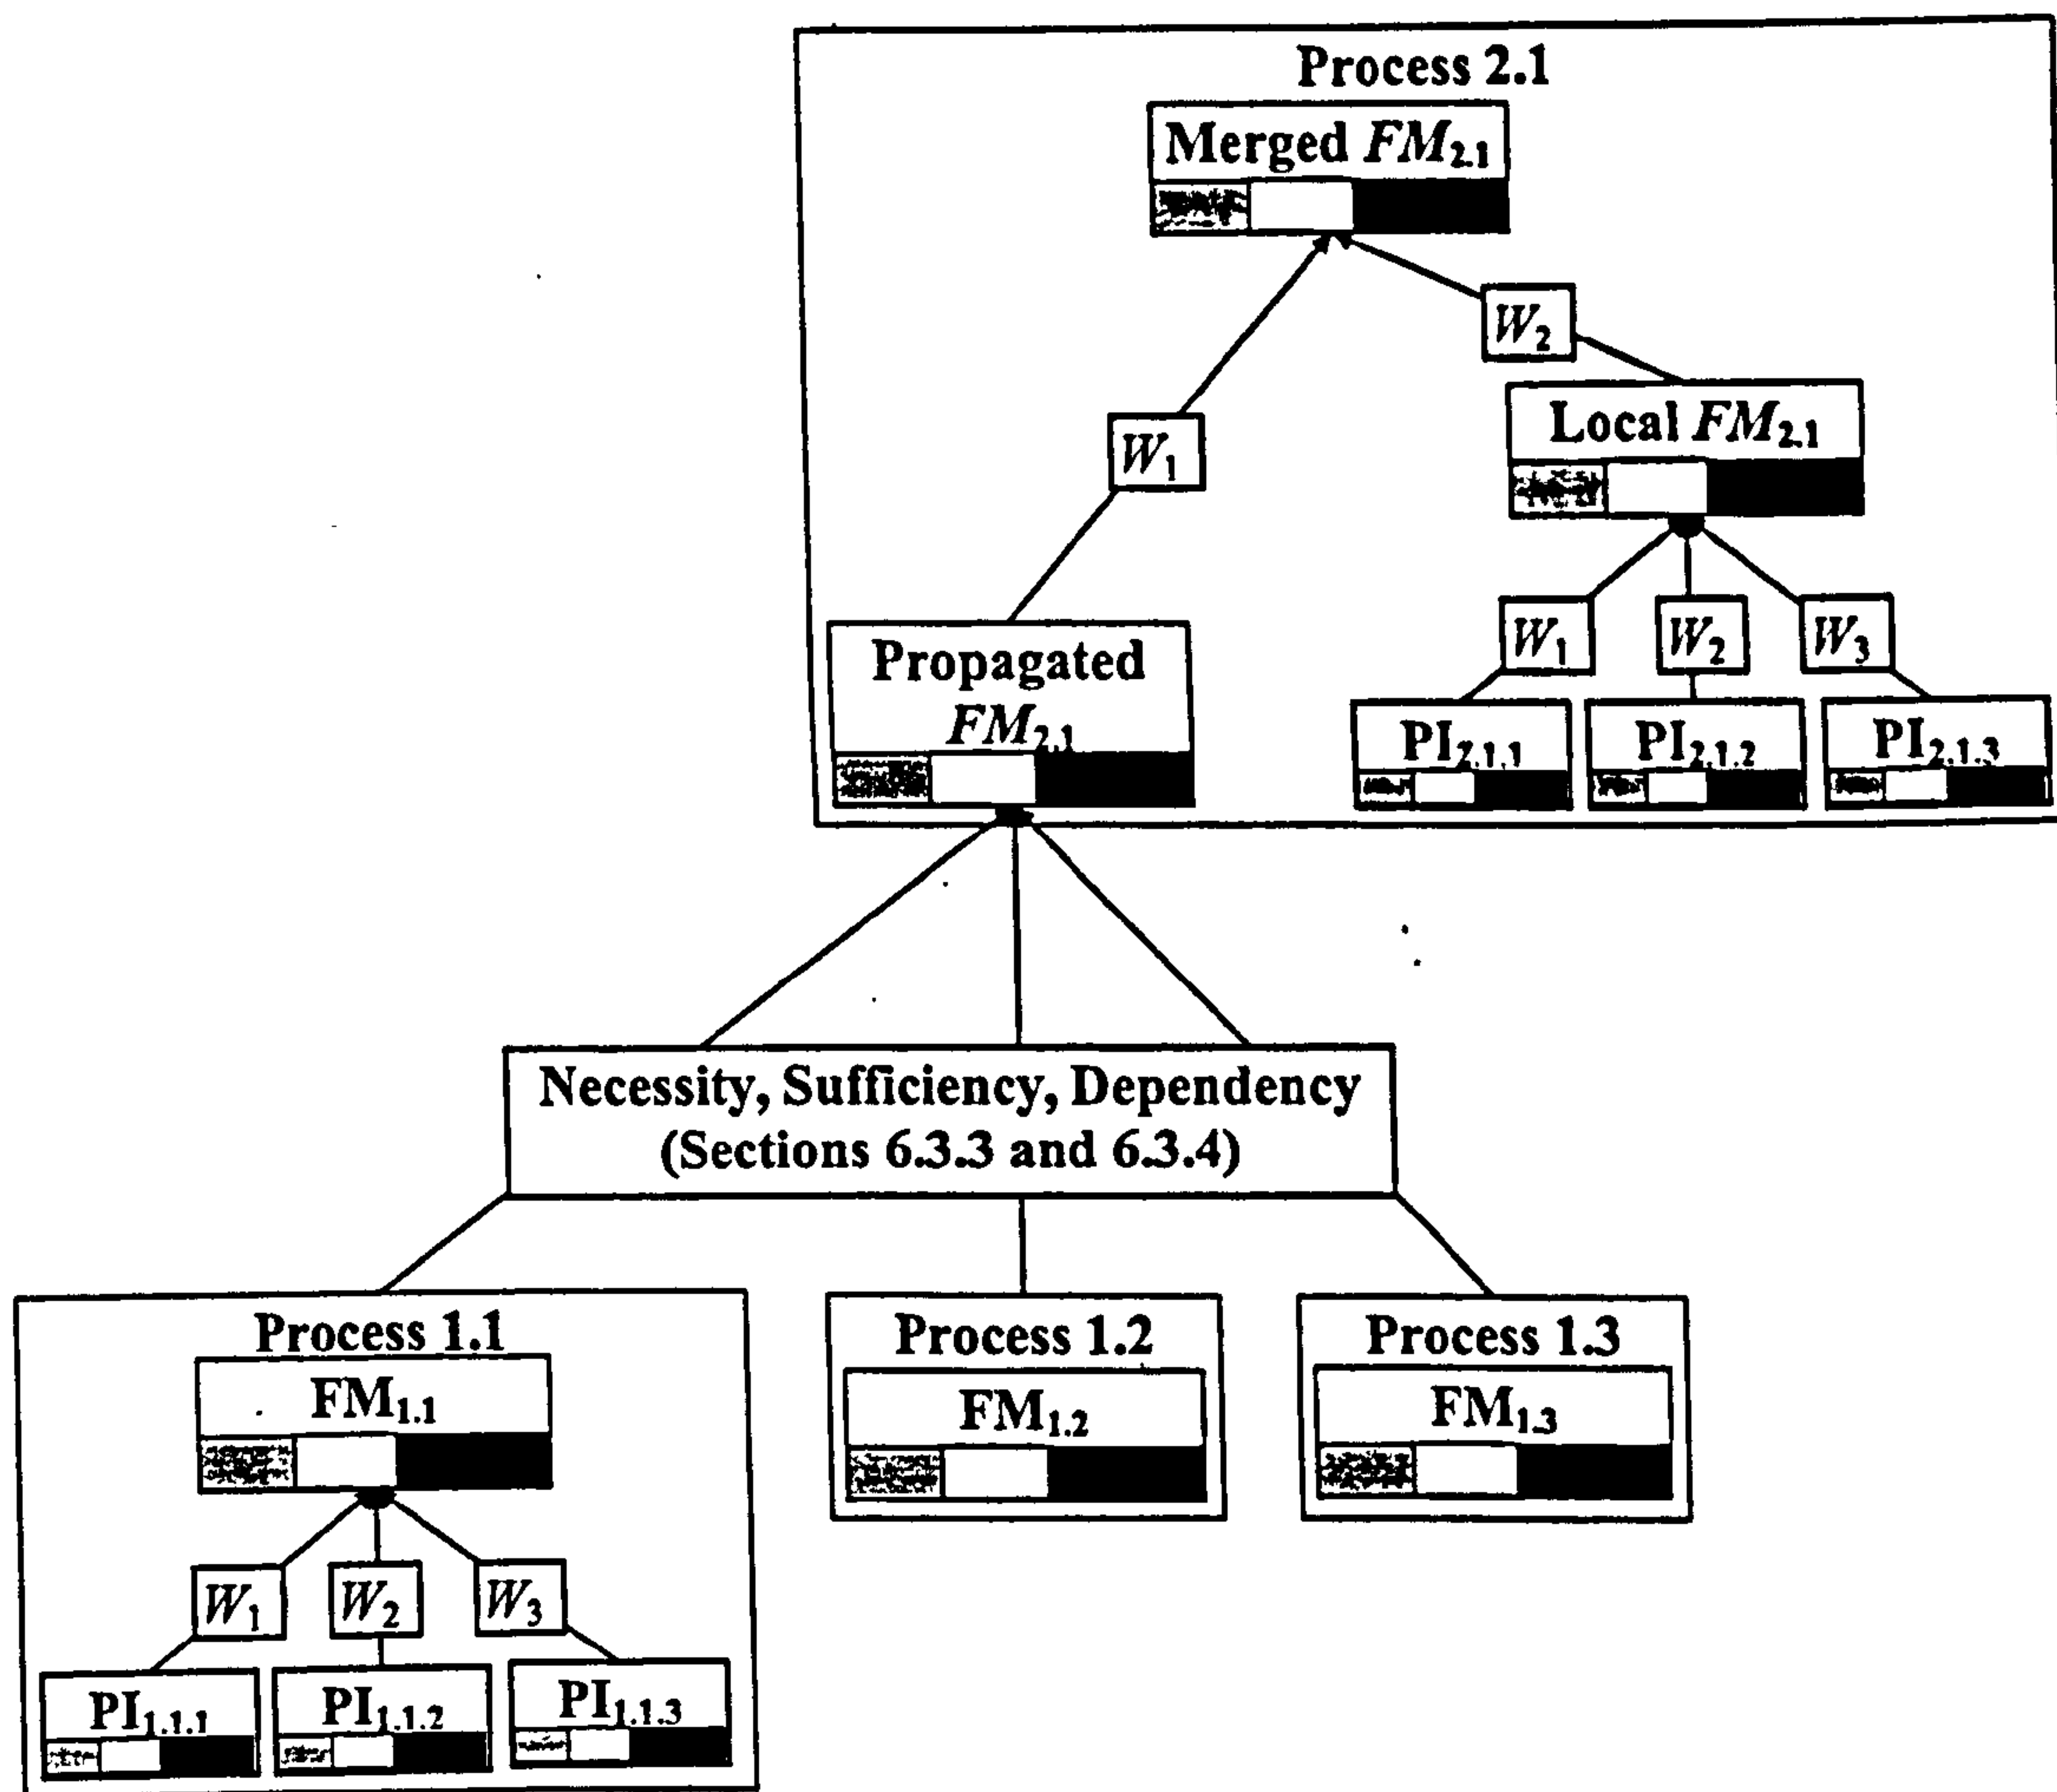 Process 2.1
Merged FM2.1
W2
W1
Local FM2.1
W1 W2 W3
Propagated
FM2.1
PI2.1.1 PI2.1.2 PI2.1.3
Necessity, Sufficiency, Dependency
(Sections 6.3.3 and 6.3.4)
Process 1.1
FM1.1
W1 W2 W3
PI1.1.1 PI1.1.2 PI1.1.3
Process 1.2
FM1.2
Process 1.3
FM1.3